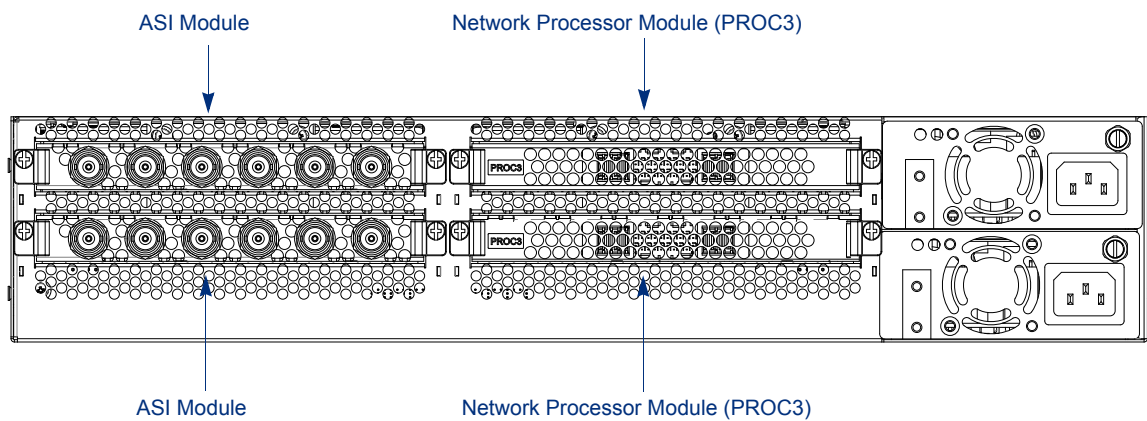 ASI Module
Network Processor Module (PROC3)
PROC3
PROC3
ASI Module
Network Processor Module (PROC3)